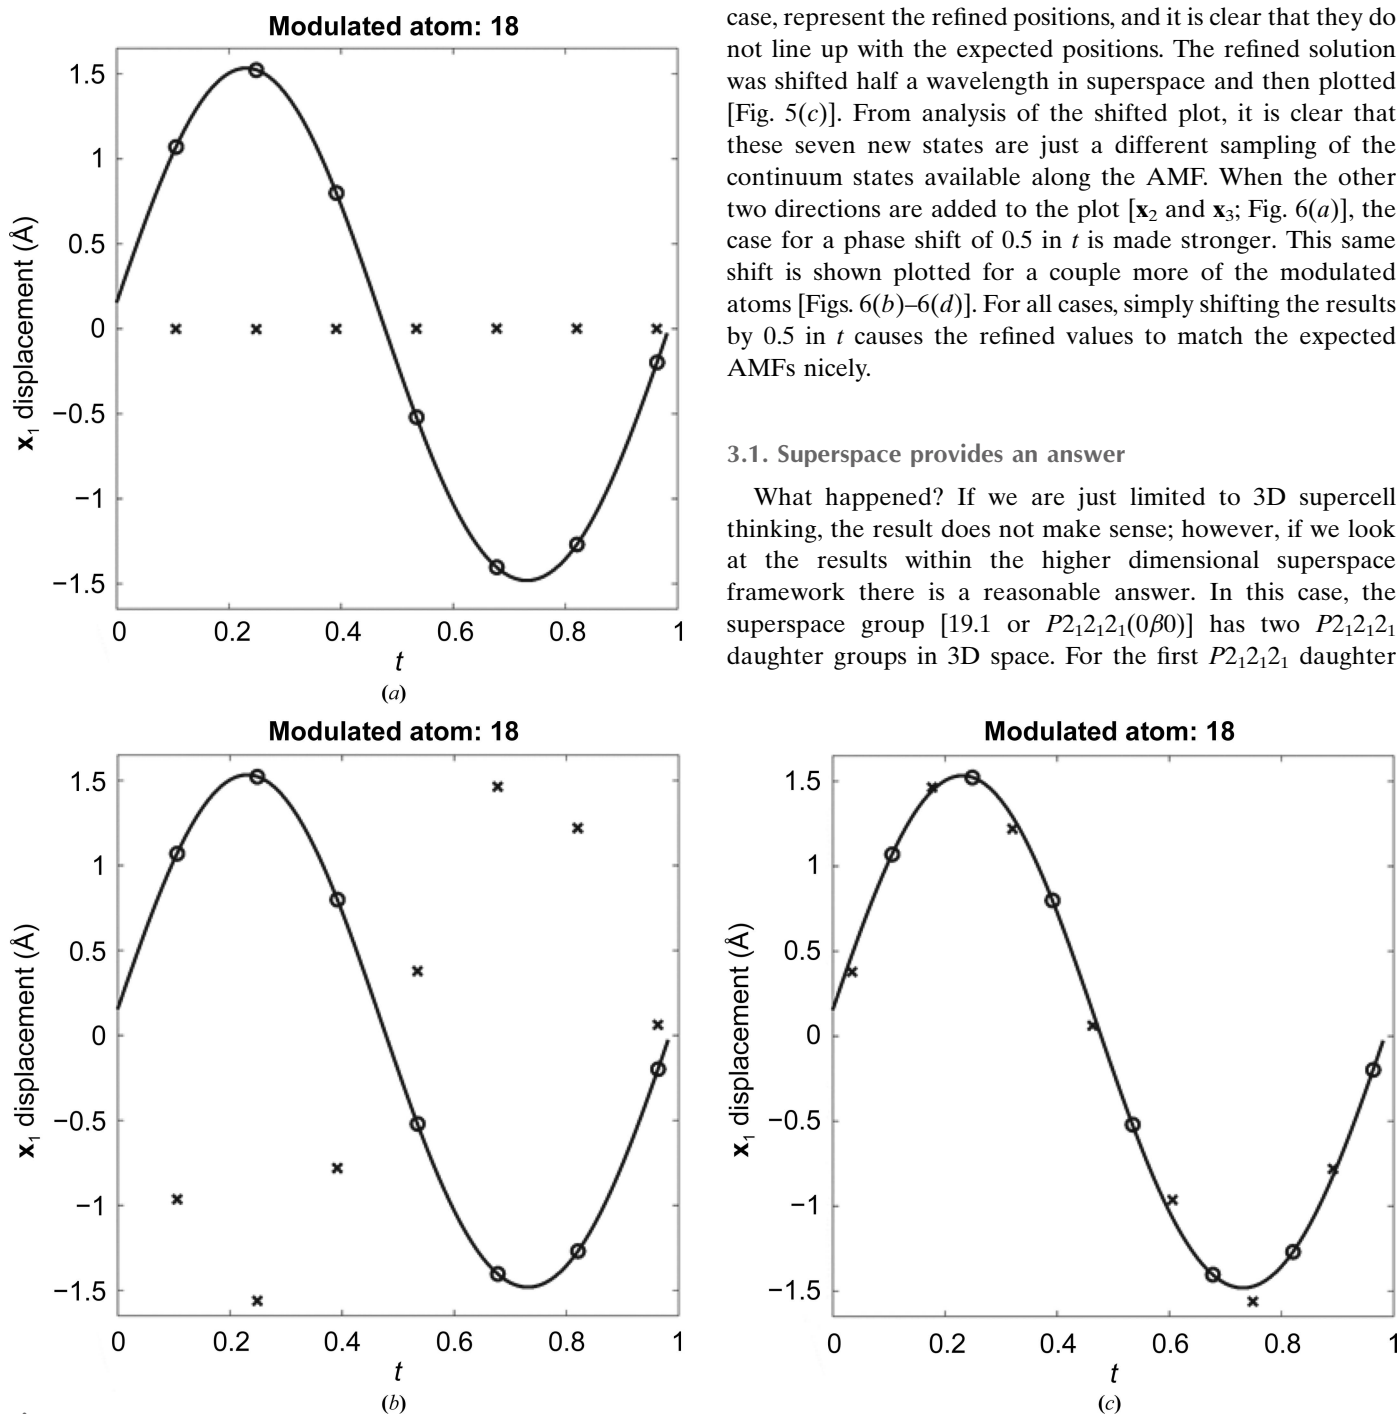 Modulated atom: 18
1.5
1
0.5
0
−0.5
−1
−1.5
x₁ displacement (Å)
0 0.2 0.4 0.6 0.8 1
t
(a)
case, represent the refined positions, and it is clear that they do
not line up with the expected positions. The refined solution
was shifted half a wavelength in superspace and then plotted
[Fig. 5(c)]. From analysis of the shifted plot, it is clear that
these seven new states are just a different sampling of the
continuum states available along the AMF. When the other
two directions are added to the plot [x₂ and x₃; Fig. 6(a)], the
case for a phase shift of 0.5 in t is made stronger. This same
shift is shown plotted for a couple more of the modulated
atoms [Figs. 6(b)–6(d)]. For all cases, simply shifting the results
by 0.5 in t causes the refined values to match the expected
AMFs nicely.
3.1. Superspace provides an answer
What happened? If we are just limited to 3D supercell
thinking, the result does not make sense; however, if we look
at the results within the higher dimensional superspace
framework there is a reasonable answer. In this case, the
superspace group [19.1 or P2₁2₁2₁(0β0)] has two P2₁2₁2₁
daughter groups in 3D space. For the first P2₁2₁2₁ daughter
Modulated atom: 18
1.5
1
0.5
0
−0.5
−1
−1.5
x₁ displacement (Å)
0 0.2 0.4 0.6 0.8 1
t
(b)
Modulated atom: 18
1.5
1
0.5
0
−0.5
−1
−1.5
x₁ displacement (Å)
0 0.2 0.4 0.6 0.8 1
t
(c)